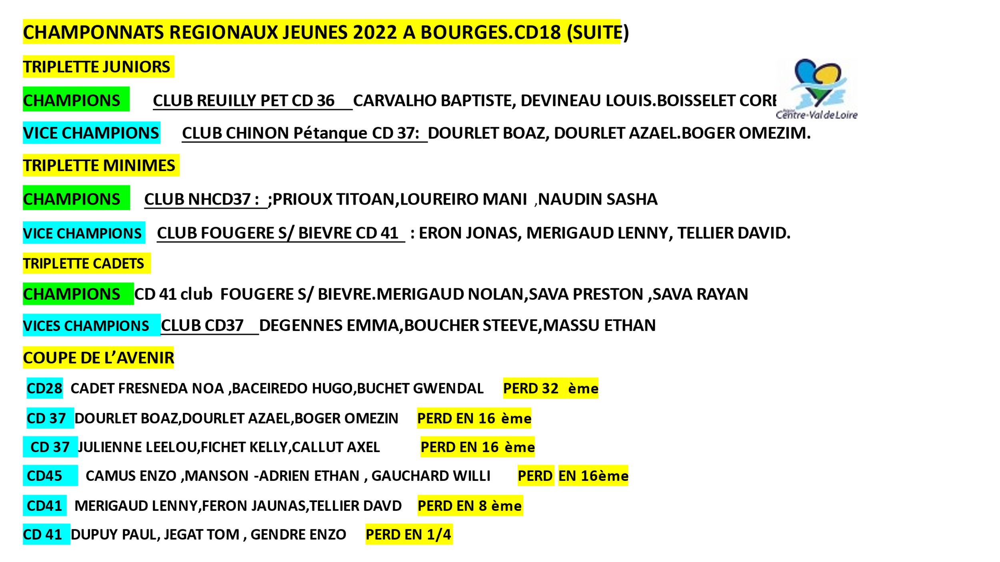 CHAMPONNATS REGIONAUX JEUNES 2022 A BOURGES.CD18 (SUITE)
TRIPLETTE JUNIORS
CHAMPIONS CLUB REUILLY PET CD 36 CARVALHO BAPTISTE, DEVINEAU LOUIS.BOISSELET CORE
Centre-Val de Loire
VICE CHAMPIONS CLUB CHINON Pétanque CD 37: DOURLET BOAZ, DOURLET AZAEL.BOGER OMEZIM.
TRIPLETTE MINIMES
CHAMPIONS CLUB NHCD37 : ;PRIOUX TITOAN,LOUREIRO MANI ,NAUDIN SASHA
VICE CHAMPIONS CLUB FOUGERE S/ BIEVRE CD 41 : ERON JONAS, MERIGAUD LENNY, TELLIER DAVID.
TRIPLETTE CADETS
CHAMPIONS CD 41 club FOUGERE S/ BIEVRE.MERIGAUD NOLAN,SAVA PRESTON ,SAVA RAYAN
VICES CHAMPIONS CLUB CD37 DEGENNES EMMA,BOUCHER STEEVE,MASSU ETHAN
COUPE DE L’AVENIR
CD28 CADET FRESNEDA NOA ,BACEIREDO HUGO,BUCHET GWENDAL PERD 32 ème
CD 37 DOURLET BOAZ,DOURLET AZAEL,BOGER OMEZIN PERD EN 16 ème
CD 37 JULIENNE LEELOU,FICHET KELLY,CALLUT AXEL PERD EN 16 ème
CD45 CAMUS ENZO ,MANSON -ADRIEN ETHAN , GAUCHARD WILLI PERD EN 16ème
CD41 MERIGAUD LENNY,FERON JAUNAS,TELLIER DAVD PERD EN 8 ème
CD 41 DUPUY PAUL, JEGAT TOM , GENDRE ENZO PERD EN 1/4